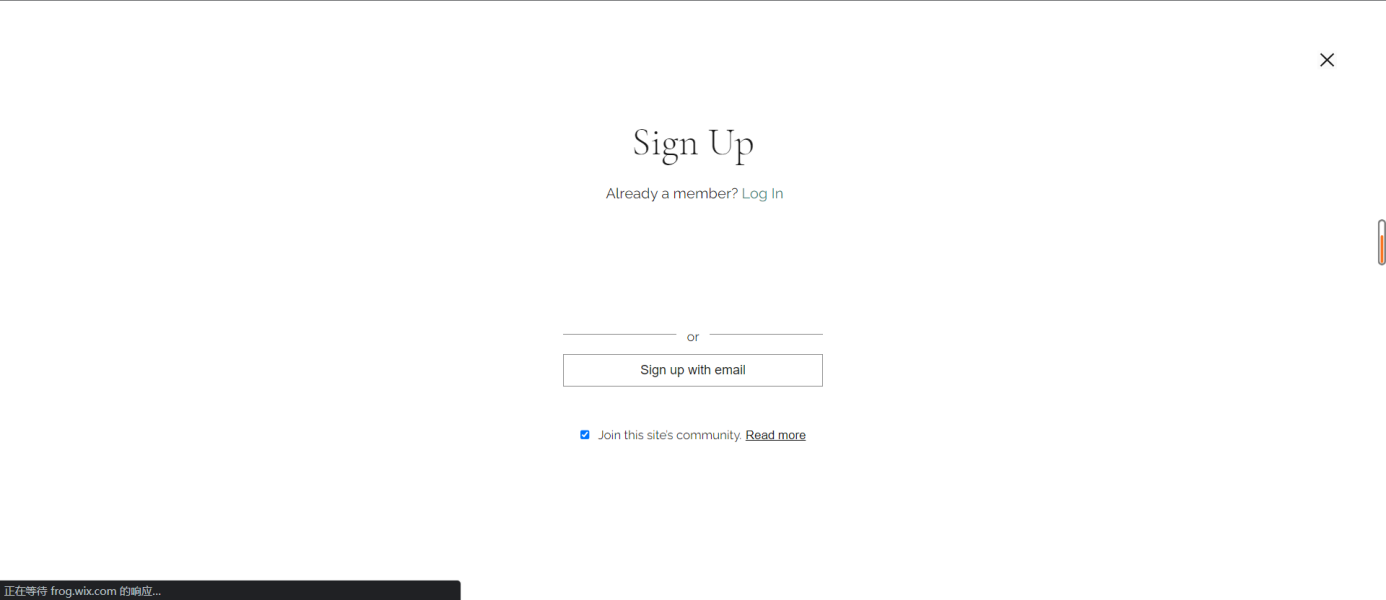 Sign Up
Already a member? Log In
or
Sign up with email
Join this site's community. Read more
正在等待 frog.wix.com 的响应...